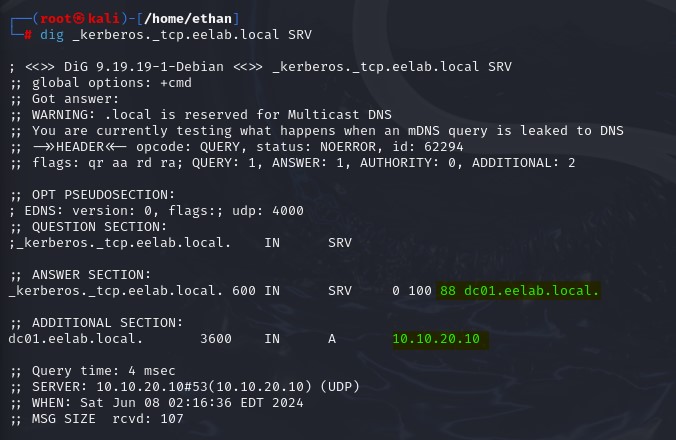 ┌──(root㉿kali)-[/home/ethan]
└─# dig _kerberos._tcp.eelab.local SRV
; <<>> DiG 9.19.19-1-Debian <<>> _kerberos._tcp.eelab.local SRV
;; global options: +cmd
;; Got answer:
;; WARNING: .local is reserved for Multicast DNS
;; You are currently testing what happens when an mDNS query is leaked to DNS
;; ->>HEADER<<- opcode: QUERY, status: NOERROR, id: 62294
;; flags: qr aa rd ra; QUERY: 1, ANSWER: 1, AUTHORITY: 0, ADDITIONAL: 2
;; OPT PSEUDOSECTION:
; EDNS: version: 0, flags:; udp: 4000
;; QUESTION SECTION:
;_kerberos._tcp.eelab.local. IN SRV
;; ANSWER SECTION:
_kerberos._tcp.eelab.local. 600 IN SRV 0 100 88 dc01.eelab.local.
;; ADDITIONAL SECTION:
dc01.eelab.local. 3600 IN A 10.10.20.10
;; Query time: 4 msec
;; SERVER: 10.10.20.10#53(10.10.20.10) (UDP)
;; WHEN: Sat Jun 08 02:16:36 EDT 2024
;; MSG SIZE rcvd: 107